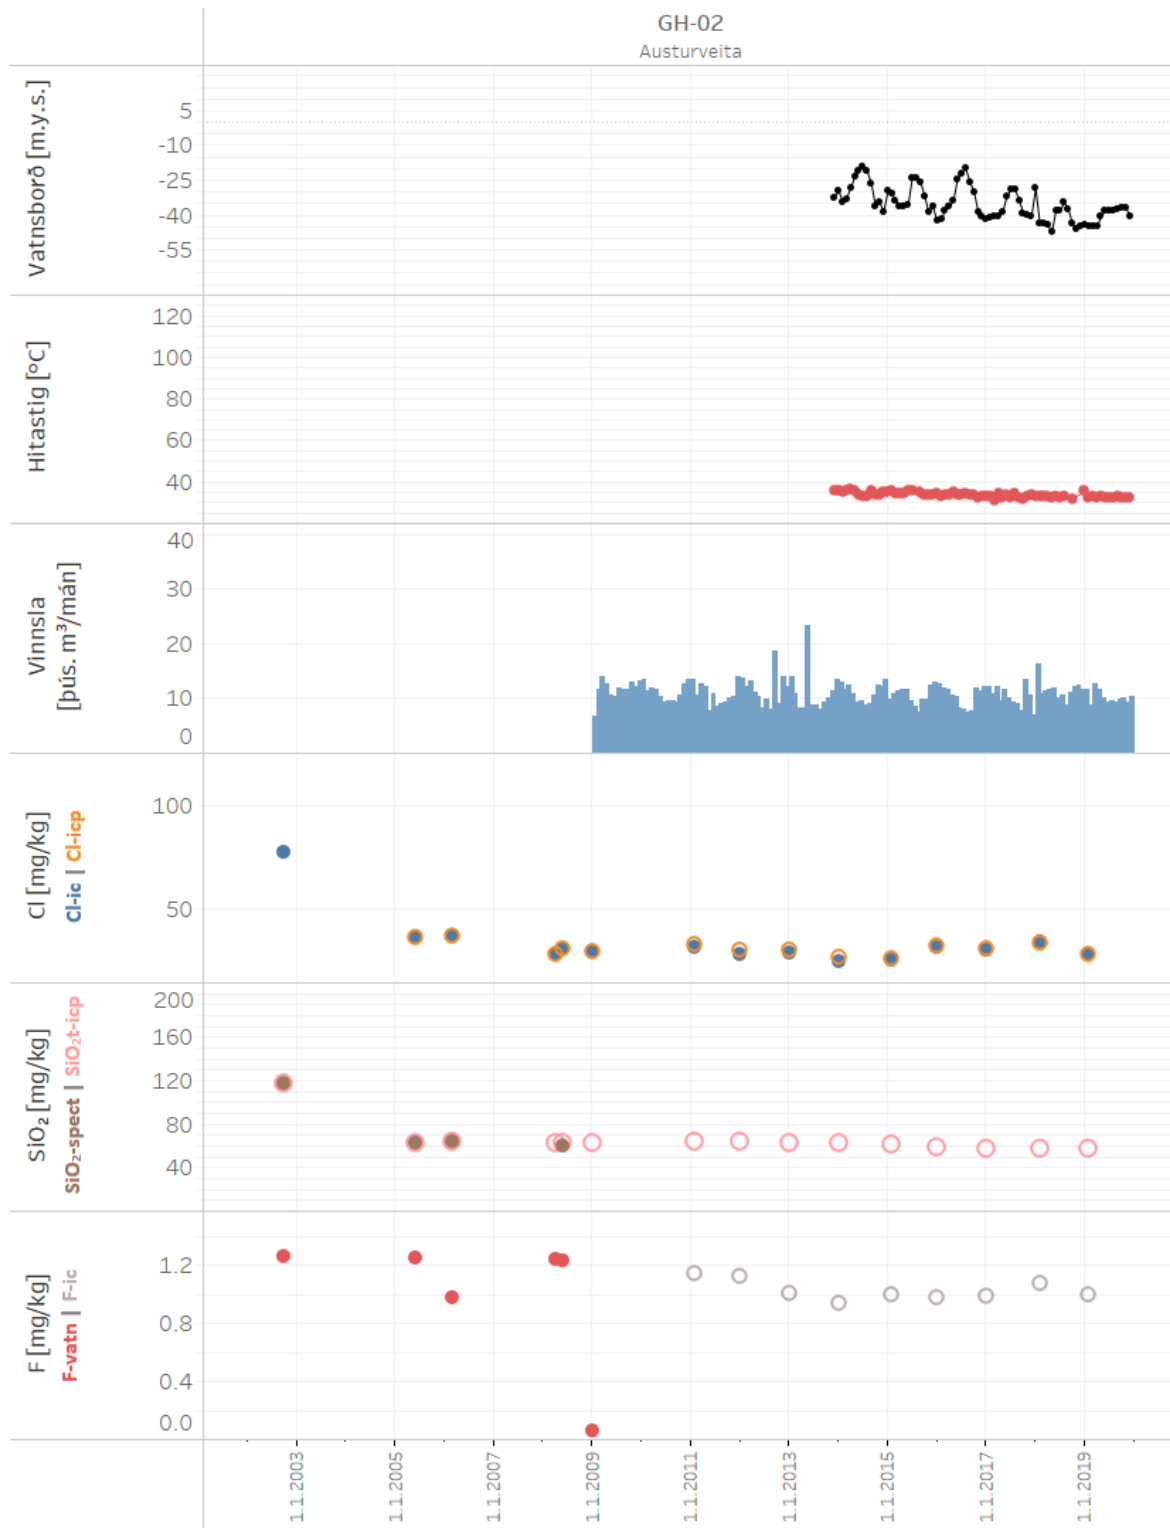 GH-02
Austurveita
Vatnsborð [m.y.s.]
5
-10
-25
-40
-55
Hitastig [°C]
120
100
80
60
40
Vinnsla
[þús. m³/mán]
40
30
20
10
0
Cl [mg/kg]
Cl-ic | Cl-icp
100
50
SiO₂ [mg/kg]
SiO₂-spect | SiO₂t-icp
200
160
120
80
40
F [mg/kg]
F-vatn | F-ic
1.2
0.8
0.4
0.0
1.1.2003
1.1.2005
1.1.2007
1.1.2009
1.1.2011
1.1.2013
1.1.2015
1.1.2017
1.1.2019